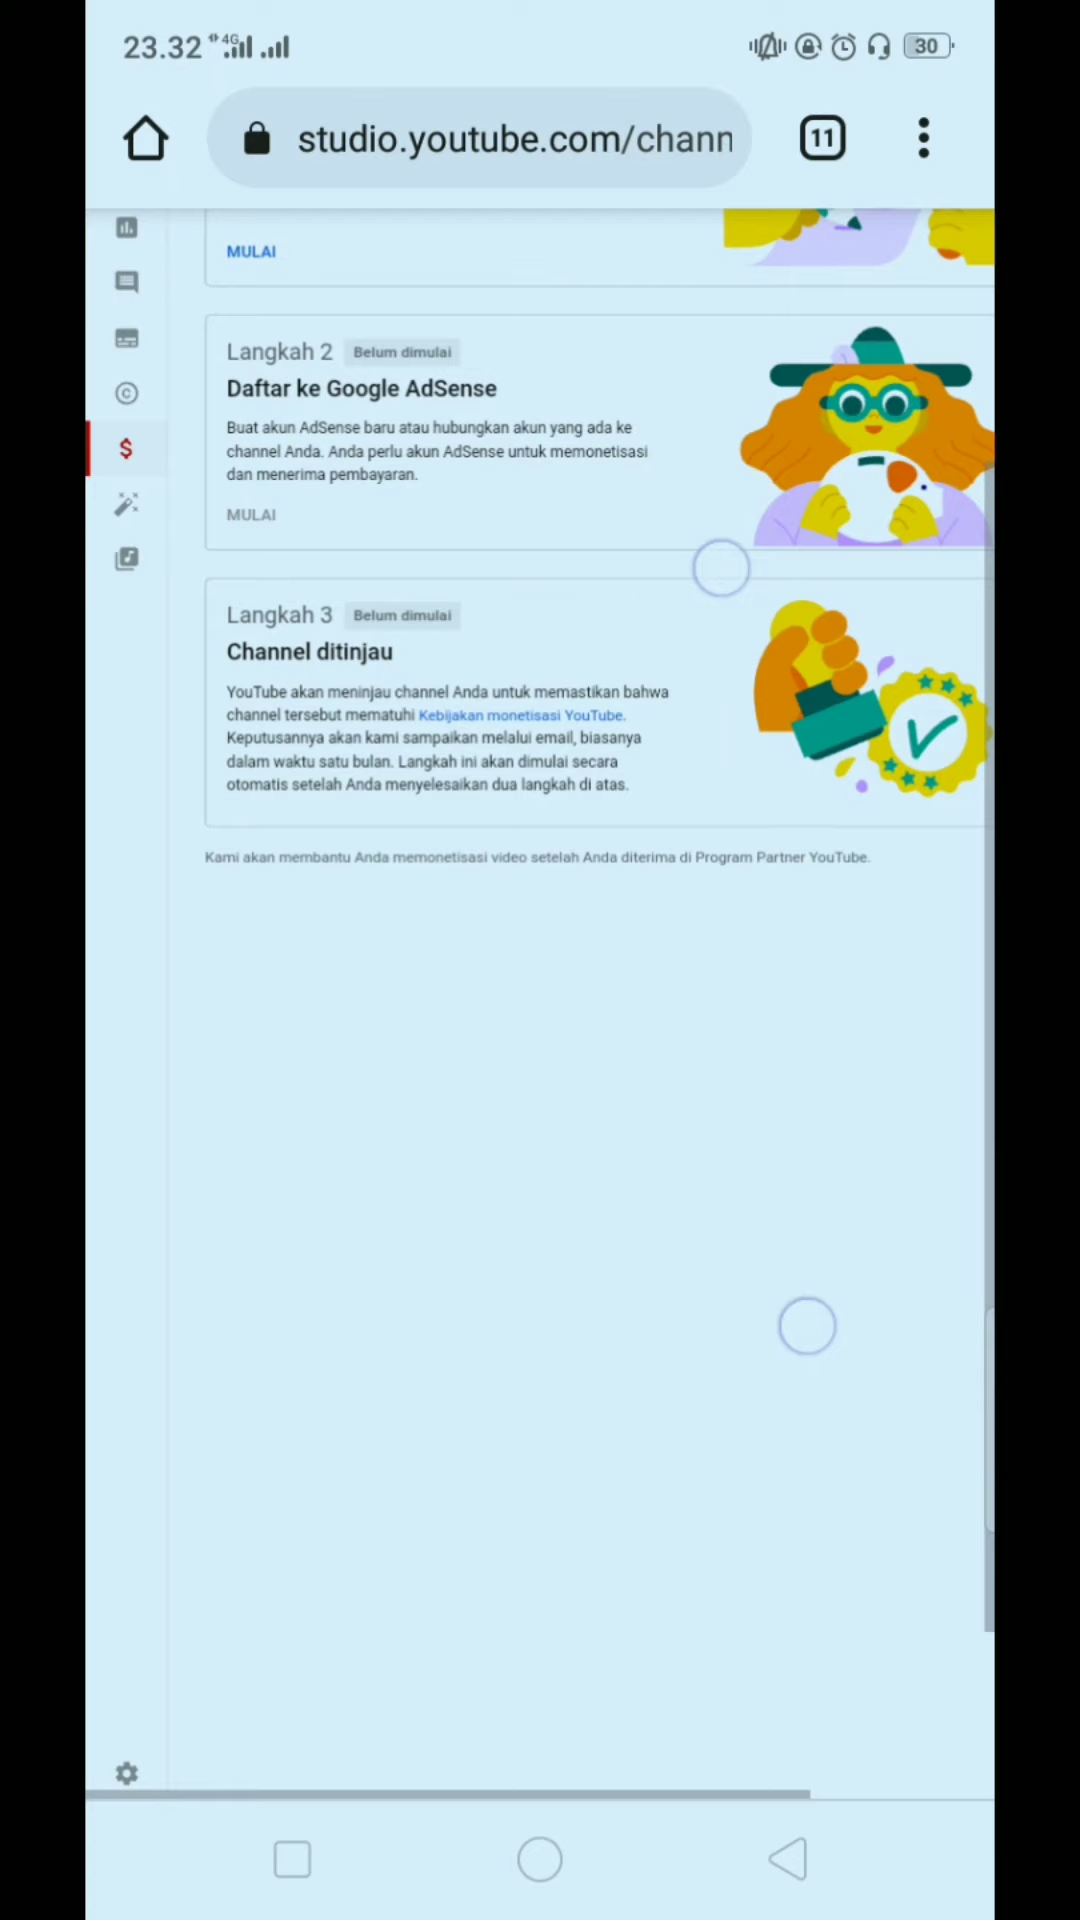 23.32 4G
30
studio.youtube.com/chann
11
MULAI
Langkah 2 Belum dimulai
Daftar ke Google AdSense
Buat akun AdSense baru atau hubungkan akun yang ada ke
channel Anda. Anda perlu akun AdSense untuk memonetisasi
dan menerima pembayaran.
MULAI
Langkah 3 Belum dimulai
Channel ditinjau
YouTube akan meninjau channel Anda untuk memastikan bahwa
channel tersebut mematuhi Kebijakan monetisasi YouTube.
Keputusannya akan kami sampaikan melalui email, biasanya
dalam waktu satu bulan. Langkah ini akan dimulai secara
otomatis setelah Anda menyelesaikan dua langkah di atas.
Kami akan membantu Anda memonetisasi video setelah Anda diterima di Program Partner YouTube.